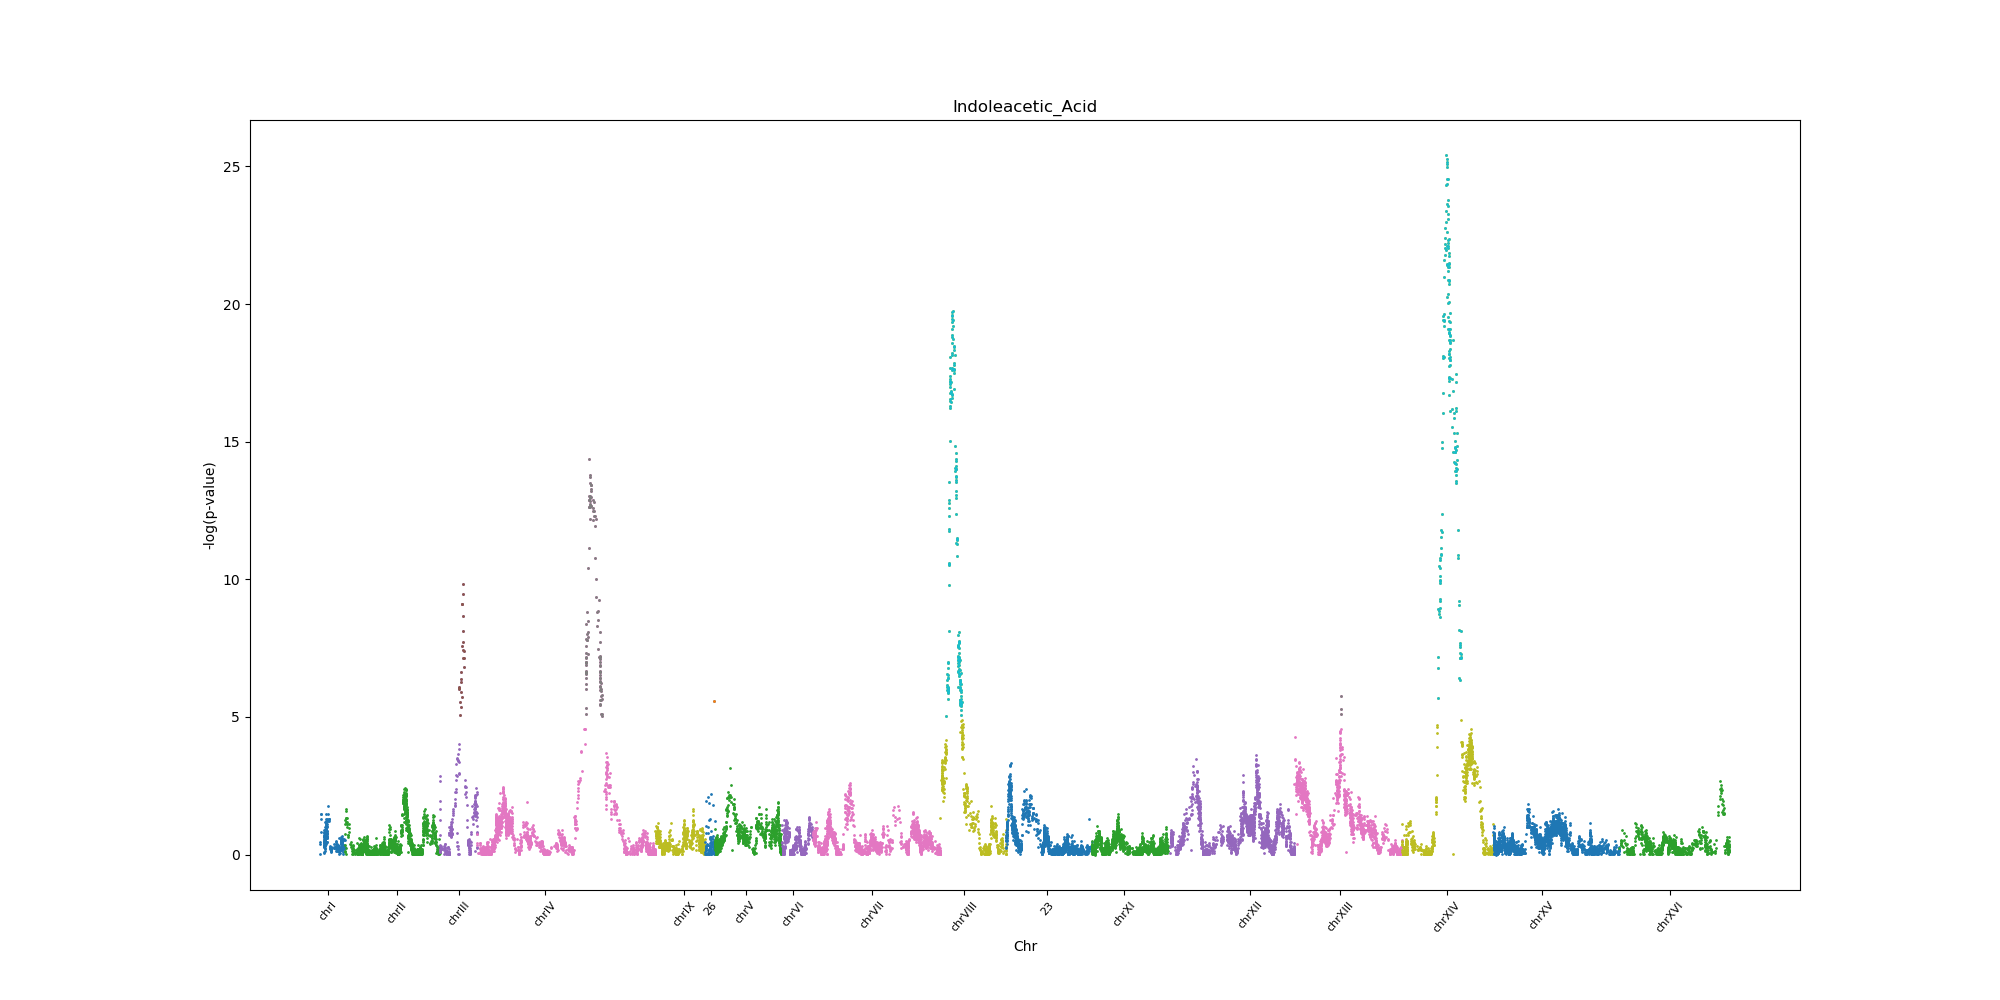 Indoleacetic_Acid
25
20
15
10
5
0
-log(p-value)
chrI
chrII
chrIII
chrIV
chrIX
26
chrV
chrVI
chrVII
chrVIII
23
chrXI
chrXII
chrXIII
chrXIV
chrXV
chrXVI
Chr